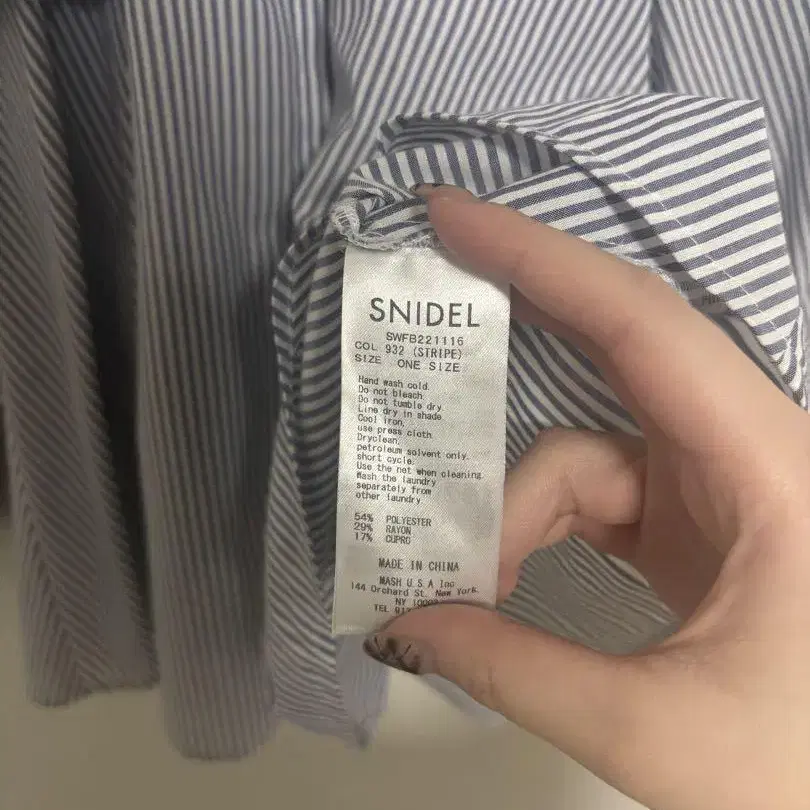 SNIDEL
SWFB221116
COL 932 (STRIPE)
SIZE ONE SIZE
Hand wash cold.
Do not bleach
Do not tumble dry
Line dry in shade
Cool iron,
use press cloth
Dryclean,
petroleum solvent only.
short cycle.
Use the net when cleaning
Wash the laundry
separately from
other laundry
54% POLYESTER
29% RAYON
17% CUPRO
MADE IN CHINA
MASH U.S.A Inc
144 Orchard St. New York.
NY
TEL